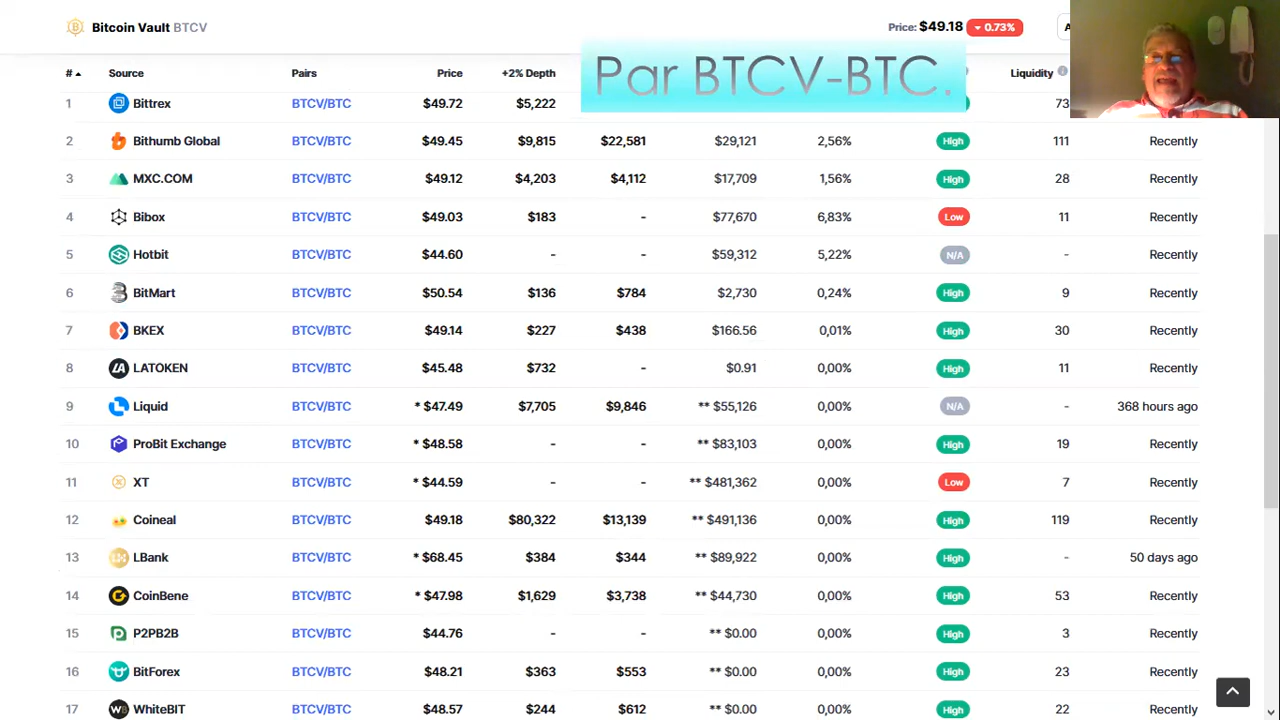 Bitcoin Vault BTCV Price: $49.18 0.73% A
# Source Pairs Price +2% Depth Liquidity
Par BTCV-BTC.
1 Bittrex BTCV/BTC $49.72 $5,222 73
2 Bithumb Global BTCV/BTC $49.45 $9,815 $22,581 $29,121 2,56% High 111 Recently
3 MXC.COM BTCV/BTC $49.12 $4,203 $4,112 $17,709 1,56% High 28 Recently
4 Bibox BTCV/BTC $49.03 $183 - $77,670 6,83% Low 11 Recently
5 Hotbit BTCV/BTC $44.60 - - $59,312 5,22% N/A - Recently
6 BitMart BTCV/BTC $50.54 $136 $784 $2,730 0,24% High 9 Recently
7 BKEX BTCV/BTC $49.14 $227 $438 $166.56 0,01% High 30 Recently
8 LATOKEN BTCV/BTC $45.48 $732 - $0.91 0,00% High 11 Recently
9 Liquid BTCV/BTC * $47.49 $7,705 $9,846 ** $55,126 0,00% N/A - 368 hours ago
10 ProBit Exchange BTCV/BTC * $48.58 - - ** $83,103 0,00% High 19 Recently
11 XT BTCV/BTC * $44.59 - - ** $481,362 0,00% Low 7 Recently
12 Coineal BTCV/BTC $49.18 $80,322 $13,139 ** $491,136 0,00% High 119 Recently
13 LBank BTCV/BTC * $68.45 $384 $344 ** $89,922 0,00% High - 50 days ago
14 CoinBene BTCV/BTC * $47.98 $1,629 $3,738 ** $44,730 0,00% High 53 Recently
15 P2PB2B BTCV/BTC $44.76 - - ** $0.00 0,00% High 3 Recently
16 BitForex BTCV/BTC $48.21 $363 $553 ** $0.00 0,00% High 23 Recently
17 WhiteBIT BTCV/BTC $48.57 $244 $612 ** $0.00 0,00% High 22 Recently